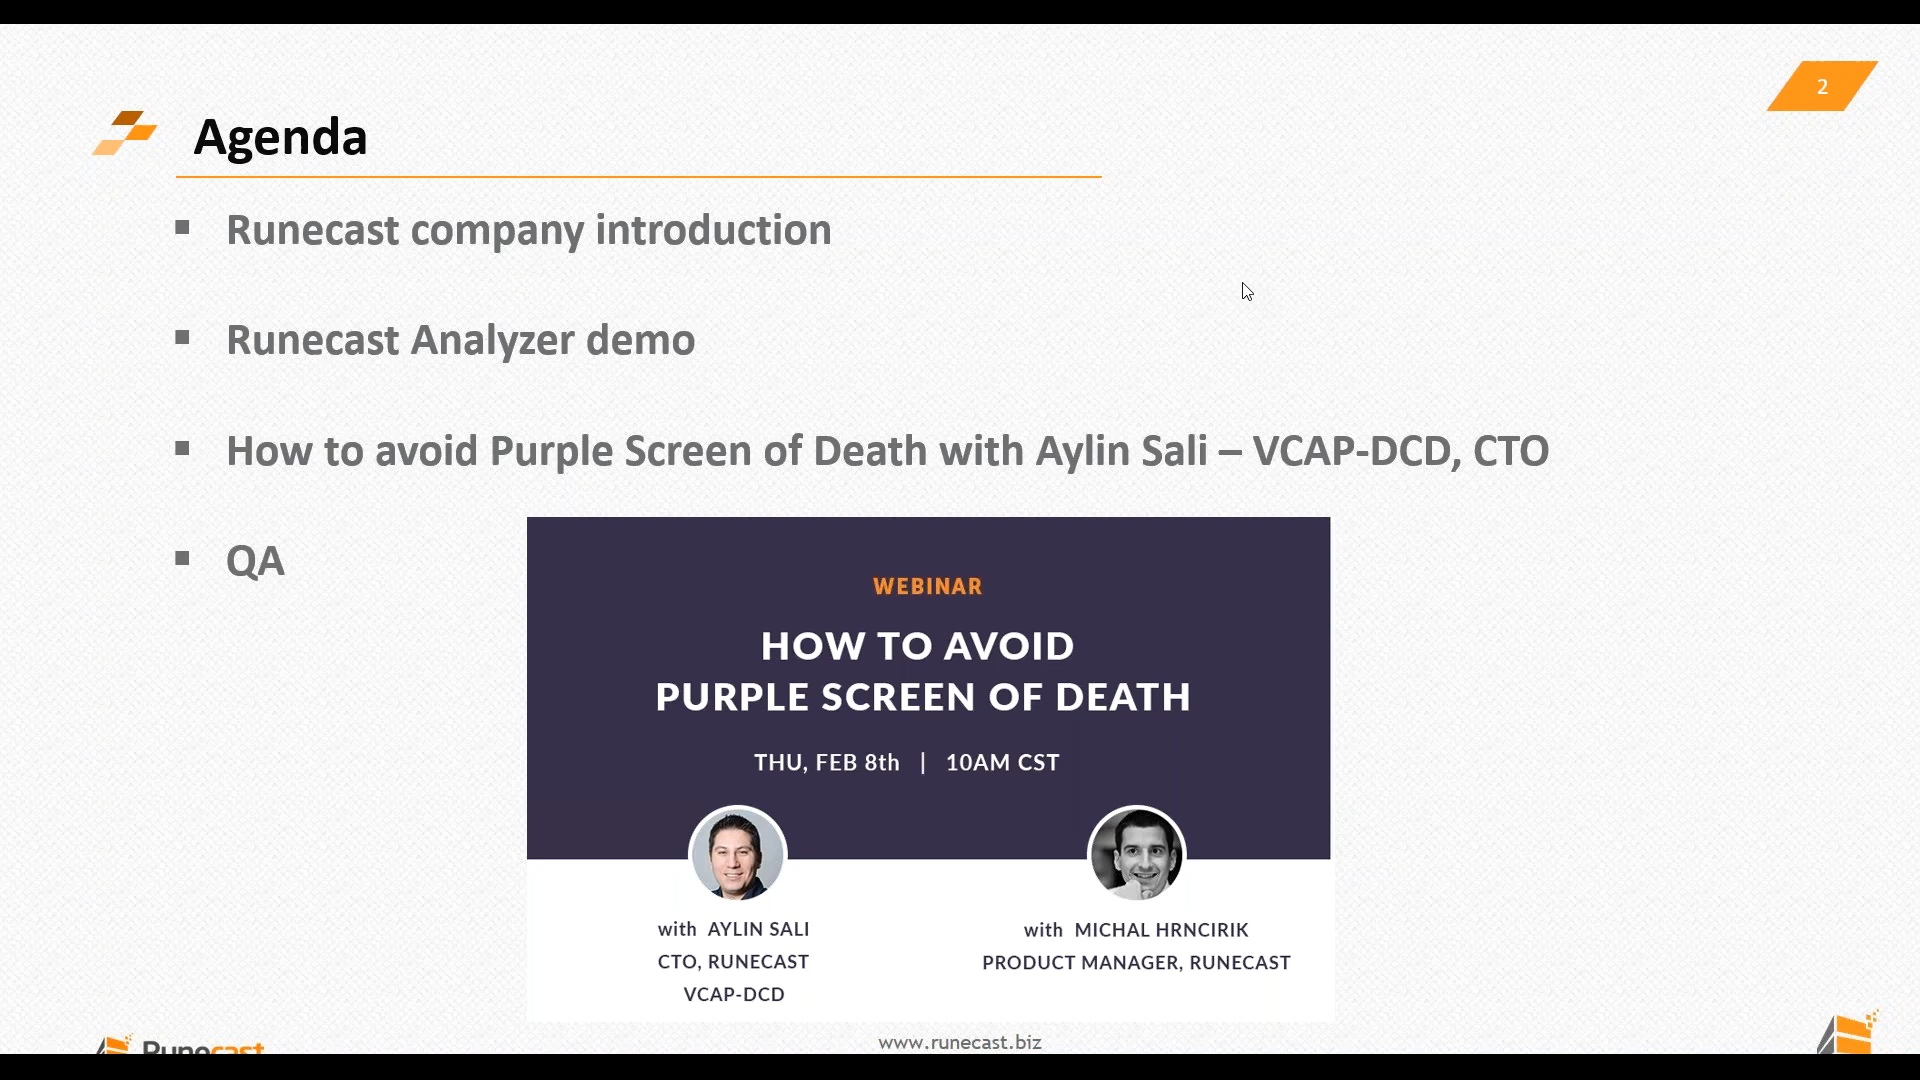 2
Agenda
Runecast company introduction
Runecast Analyzer demo
How to avoid Purple Screen of Death with Aylin Sali – VCAP-DCD, CTO
QA
WEBINAR
HOW TO AVOID
PURPLE SCREEN OF DEATH
THU, FEB 8th | 10AM CST
with AYLIN SALI
CTO, RUNECAST
VCAP-DCD
with MICHAL HRNCIRIK
PRODUCT MANAGER, RUNECAST
Runecast
www.runecast.biz